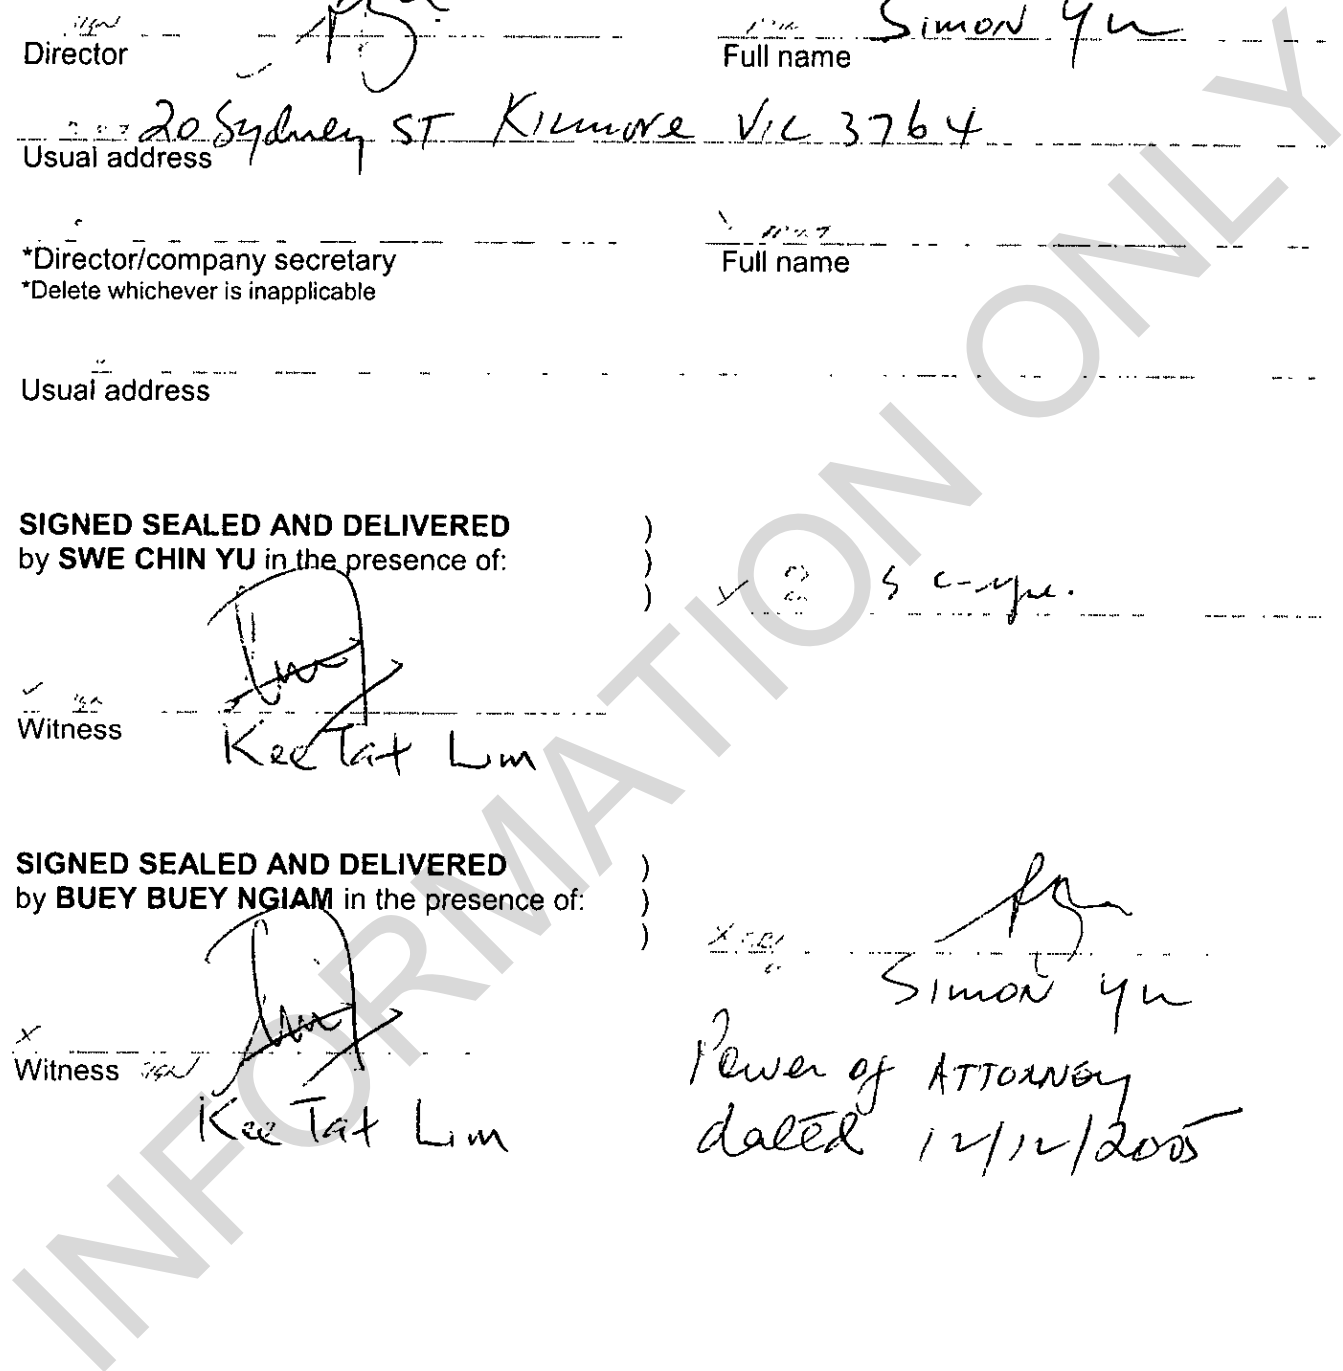 Simon Yu
Director Full name
20 Sydney ST Kilmore VIC 3764
Usual address
*Director/company secretary Full name
*Delete whichever is inapplicable
Usual address
SIGNED SEALED AND DELIVERED )
by SWE CHIN YU in the presence of: )
)
Witness
Kee Tat Lim
SIGNED SEALED AND DELIVERED )
by BUEY BUEY NGIAM in the presence of: )
)
Simon Yu
Witness
Power of ATTORNEY
Kee Tat Lim
dated 12/12/2005
INFORMATION ONLY